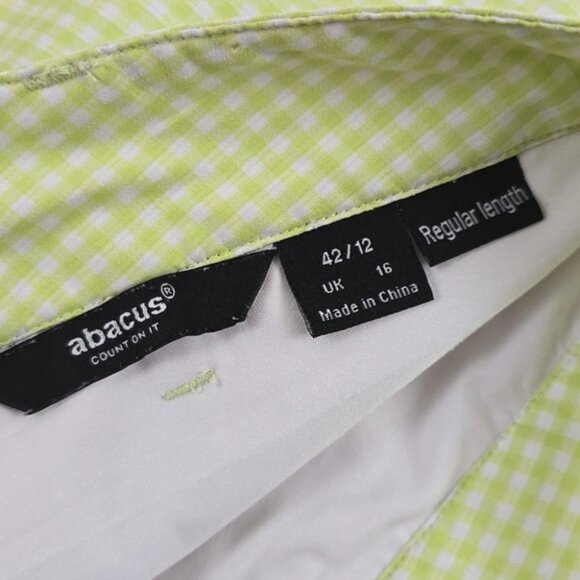 abacus®
COUNT ON IT
42/12
UK 16
Made in China
Regular length